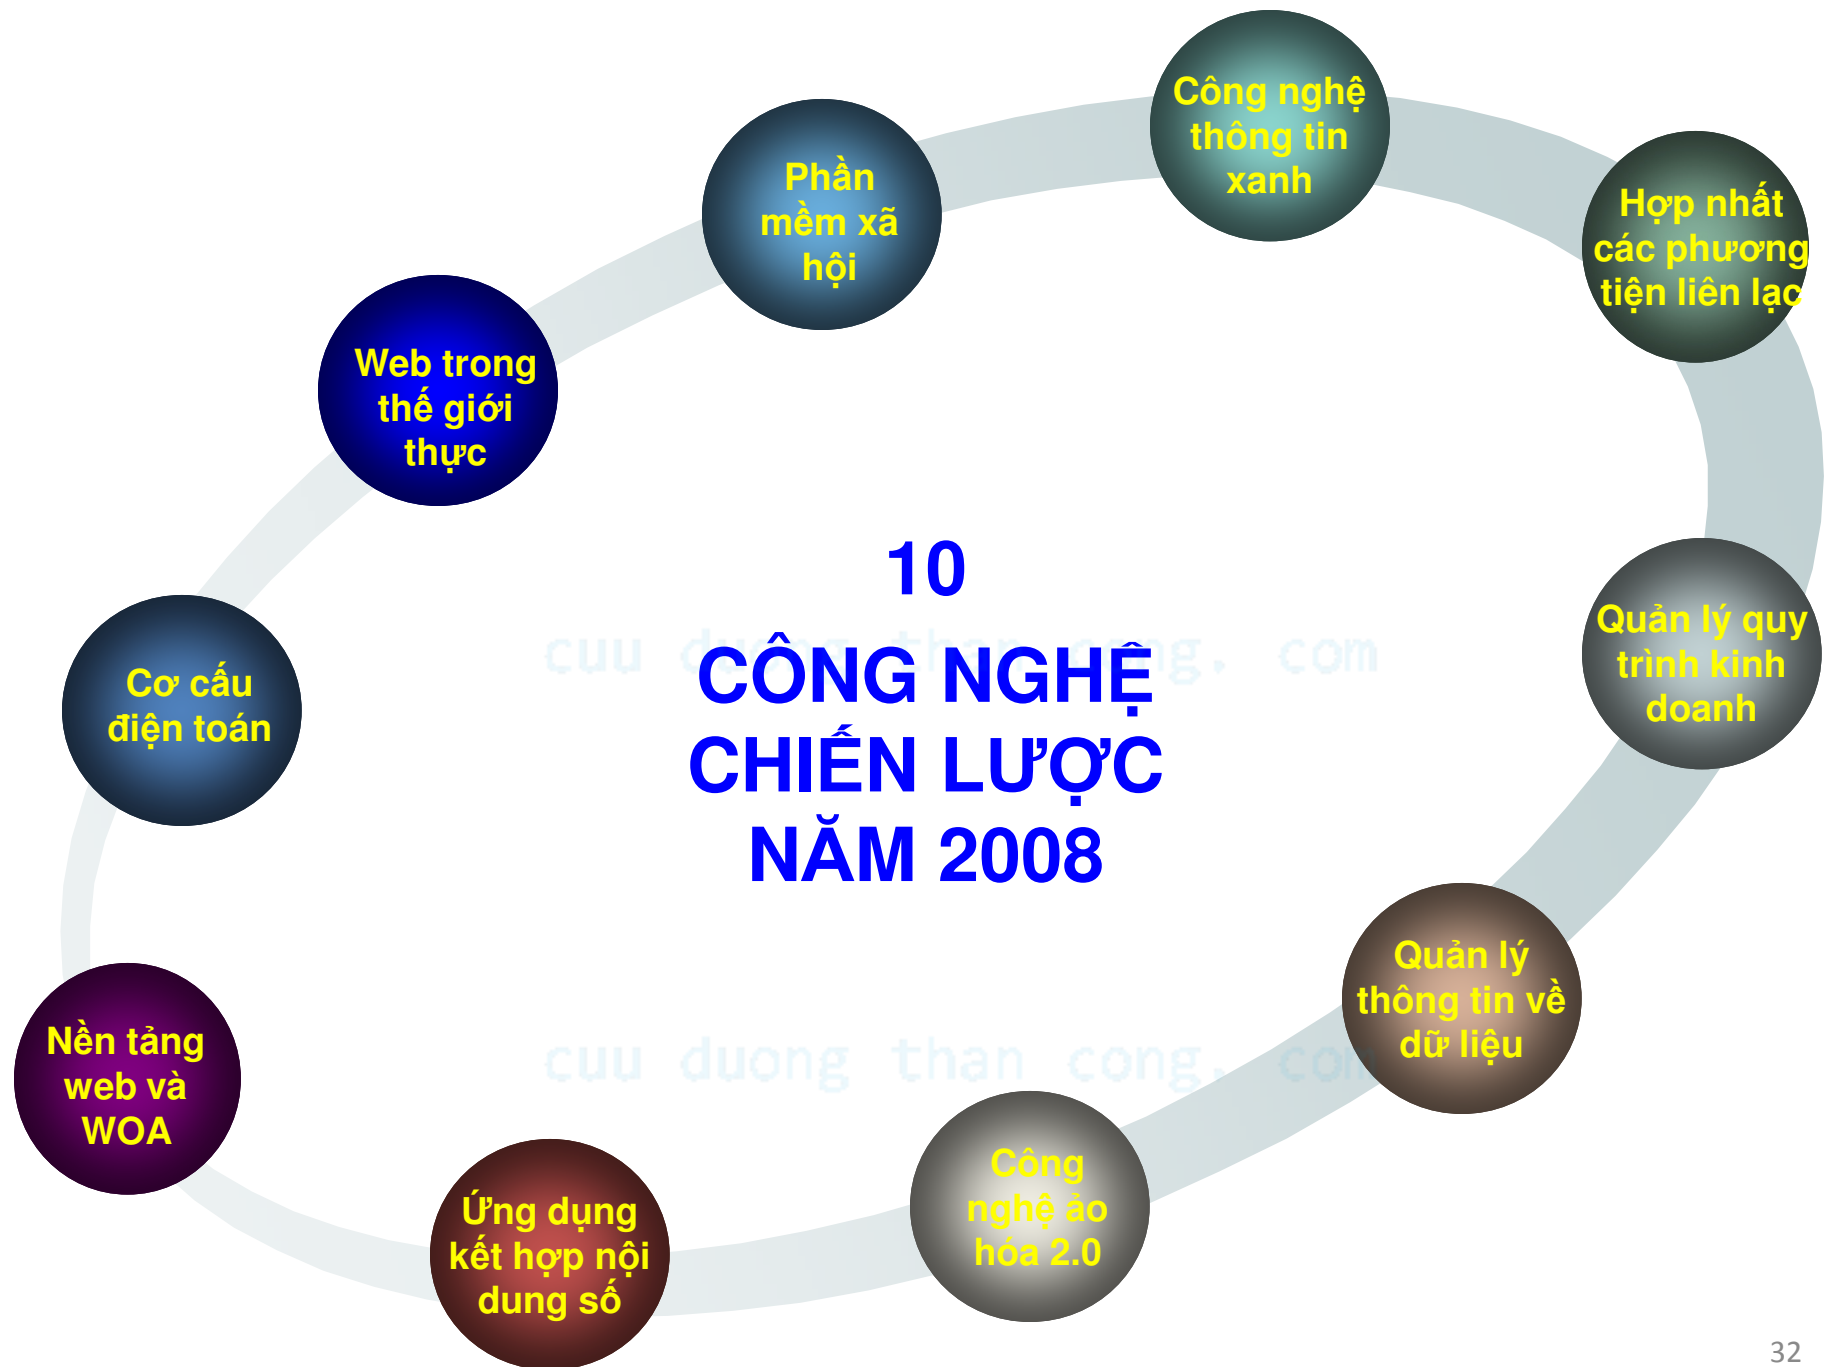 Công nghệ
thông tin
xanh
Hợp nhất
các phương
tiện liên lạc
Quản lý quy
trình kinh
doanh
Quản lý
thông tin về
dữ liệu
Công
nghệ ảo
hóa 2.0
Ứng dụng
kết hợp nội
dung số
Nền tảng
web và
WOA
Cơ cấu
điện toán
Web trong
thế giới
thực
Phần
mềm xã
hội
10
CÔNG NGHỆ
CHIẾN LƯỢC
NĂM 2008
cuu duong than cong. com
cuu duong than cong. com
32